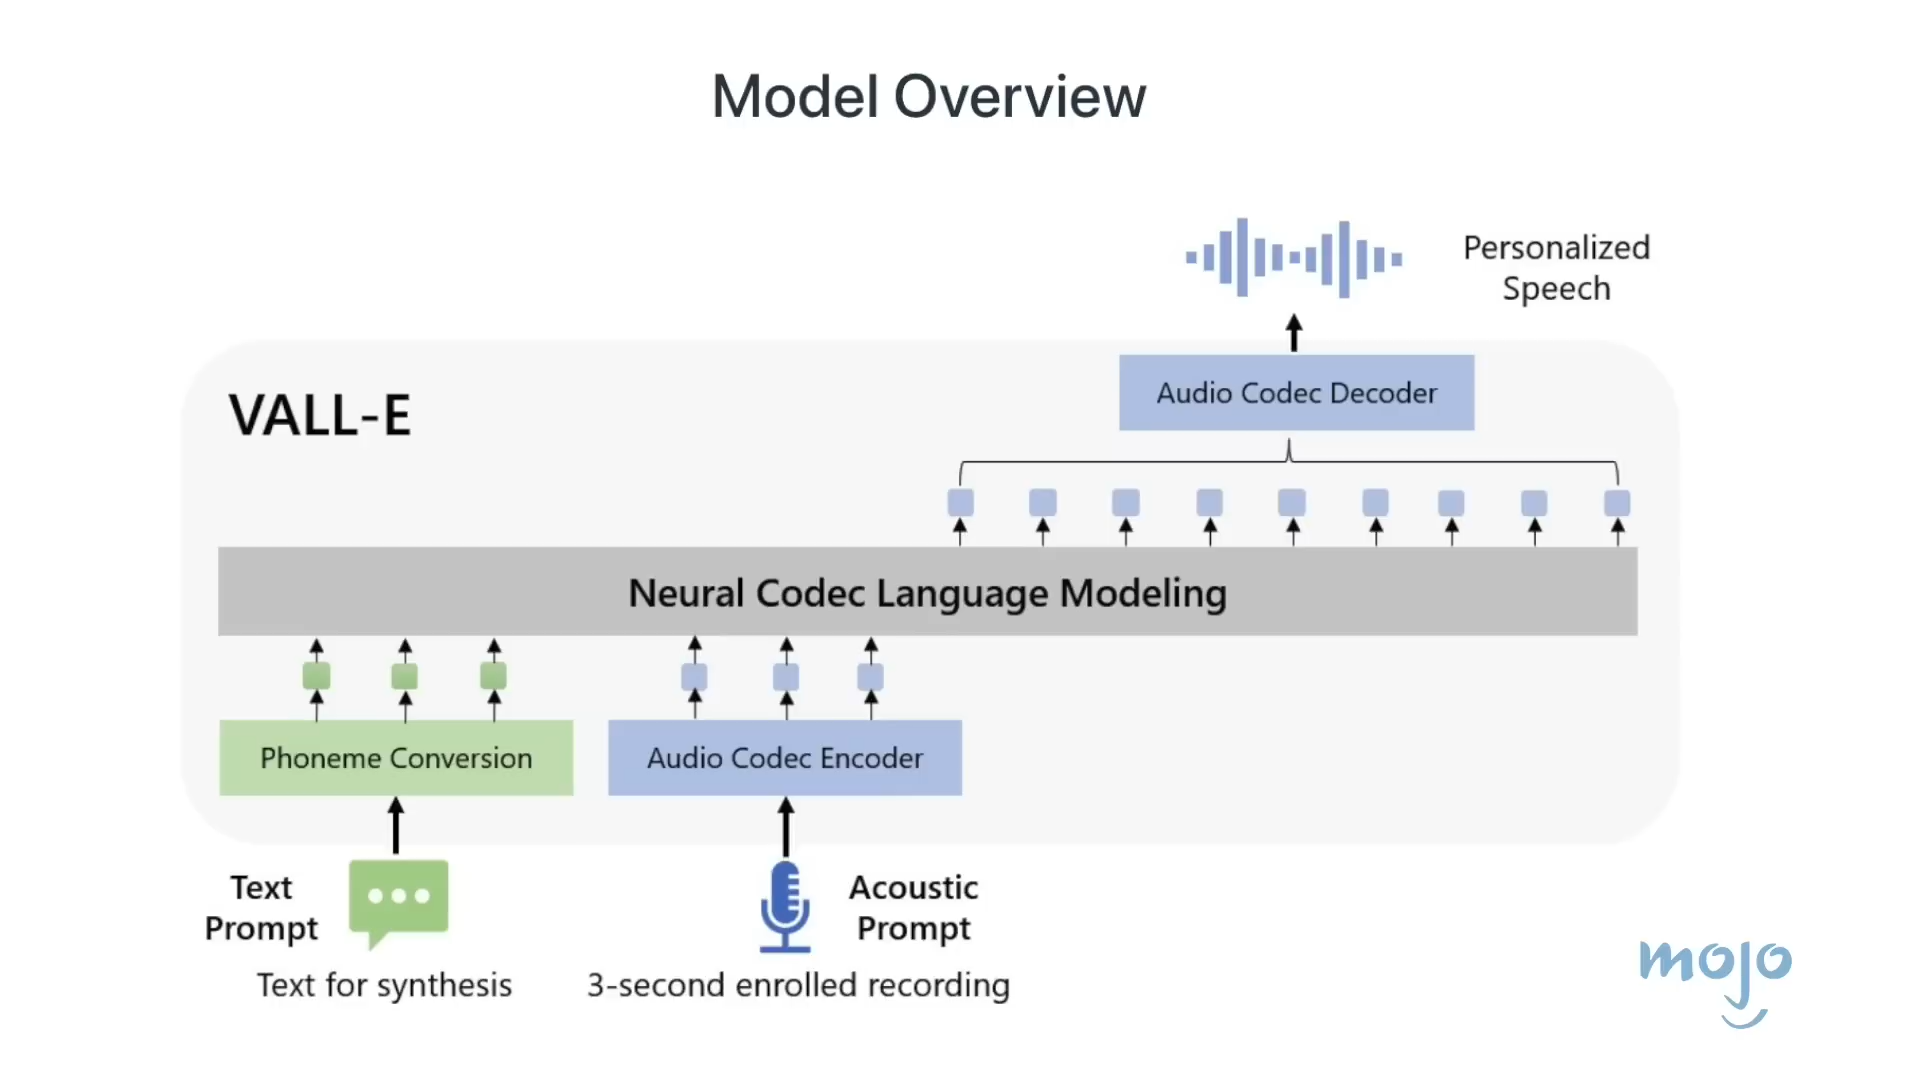 Model Overview
Personalized
Speech
Audio Codec Decoder
VALL-E
Neural Codec Language Modeling
Phoneme Conversion
Audio Codec Encoder
Text
Prompt
Acoustic
Prompt
Text for synthesis
3-second enrolled recording
mojo